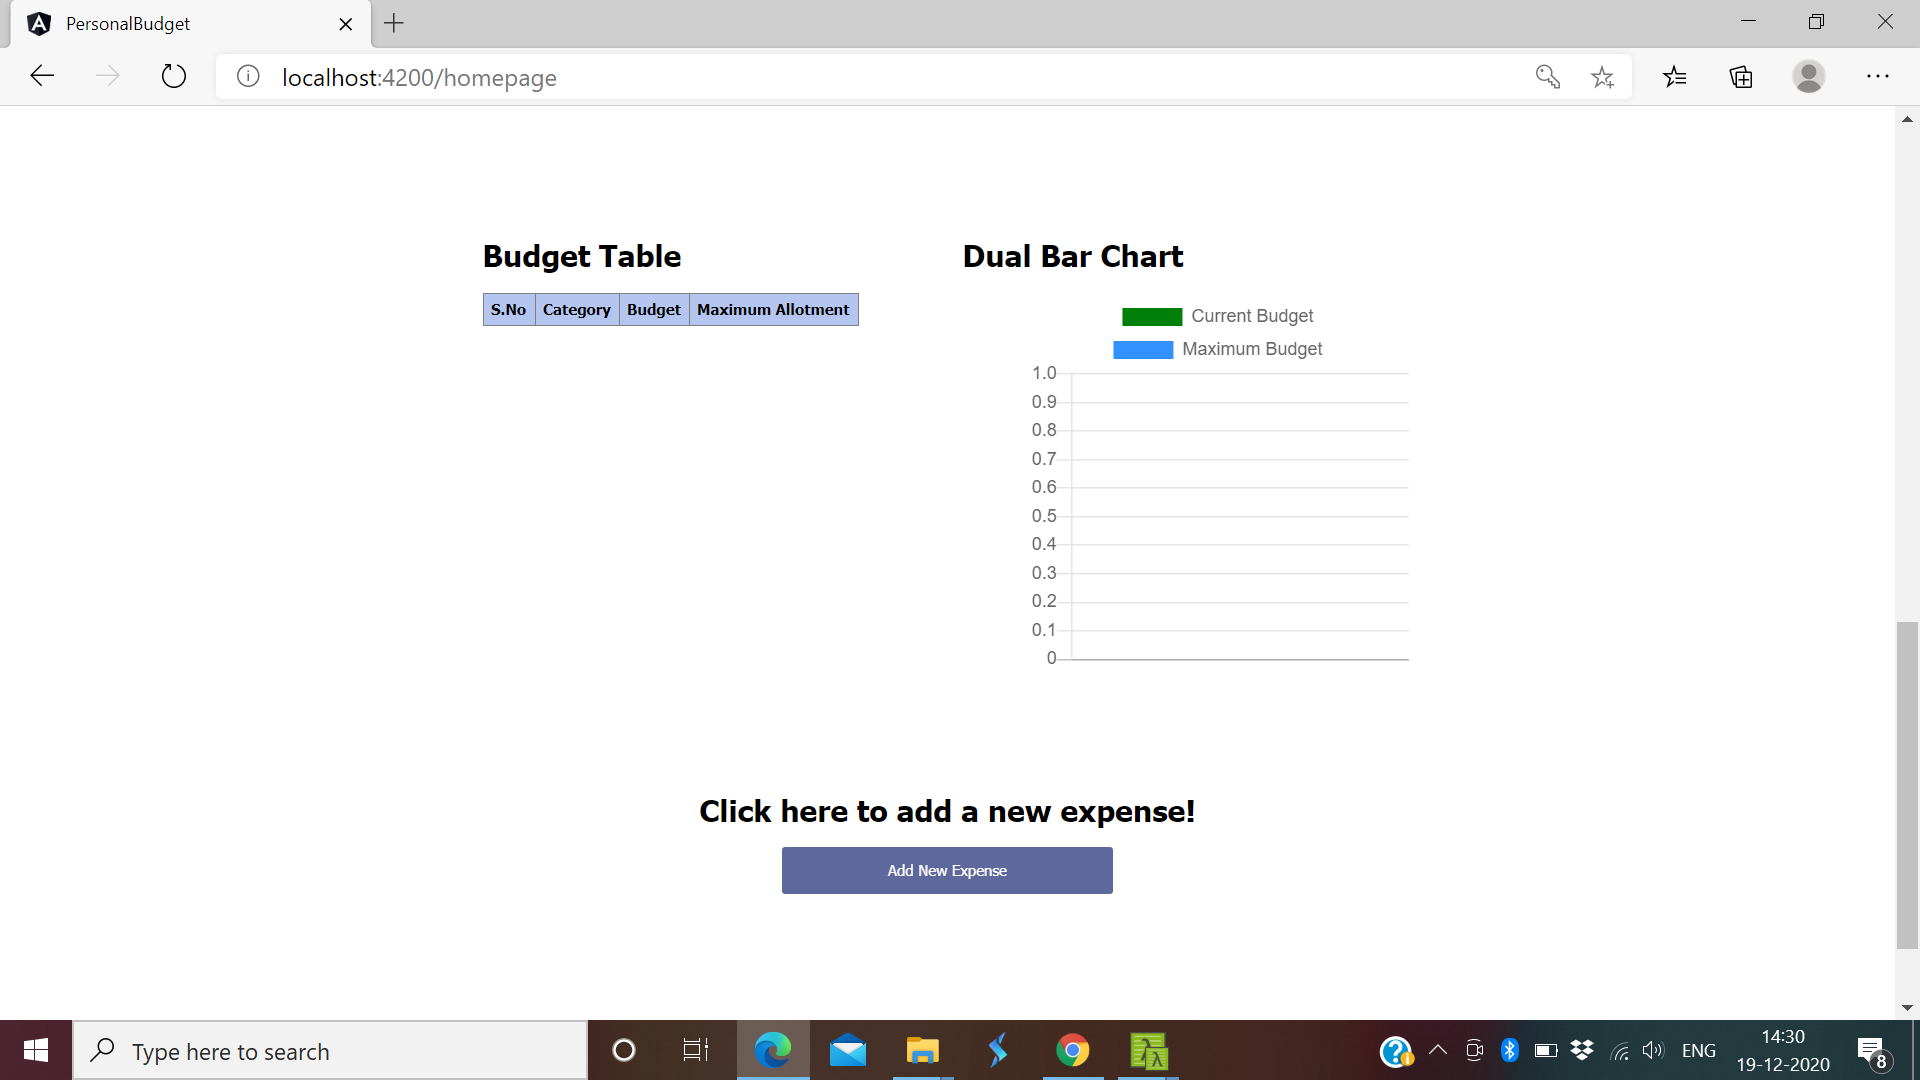 PersonalBudget
localhost:4200/homepage
Budget Table
S.No Category Budget Maximum Allotment
Dual Bar Chart
Current Budget
Maximum Budget
1.0
0.9
0.8
0.7
0.6
0.5
0.4
0.3
0.2
0.1
0
Click here to add a new expense!
Add New Expense
Type here to search
ENG
14:30
19-12-2020
8